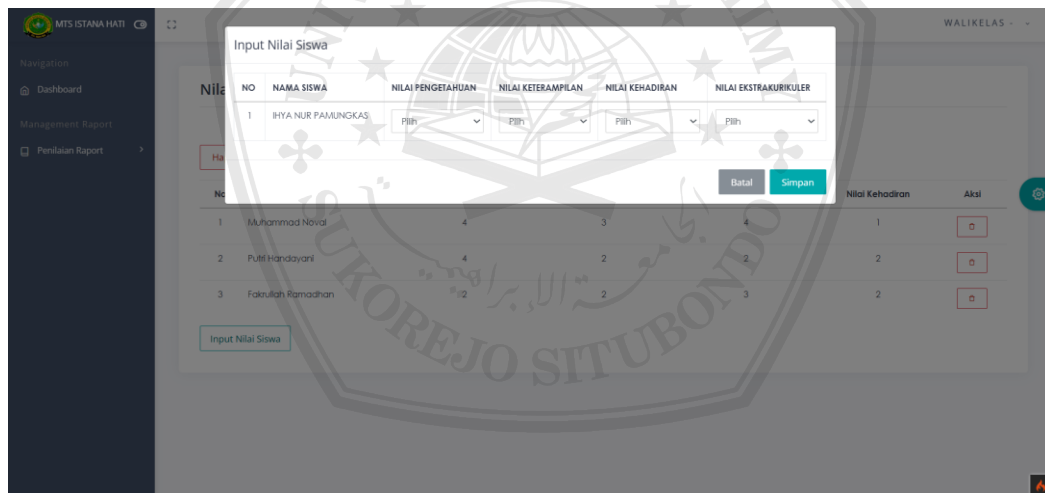 MTS ISTANA HATI
WALIKELAS
Navigation
Dashboard
Management Raport
Penilaian Raport
Input Nilai Siswa
NO NAMA SISWA NILAI PENGETAHUAN NILAI KETERAMPILAN NILAI KEHADIRAN NILAI EKSTRAKURIKULER
1 IHYA NUR PAMUNGKAS Pilih Pilih Pilih Pilih
Batal Simpan
Nilai Kehadiran Aksi
1 Muhammad Noval 4 3 4 1
2 Putri Handayani 4 2 2 2
3 Fakrullah Ramadhan 2 2 3 2
Input Nilai Siswa
SUKOREJO SITUBONDO